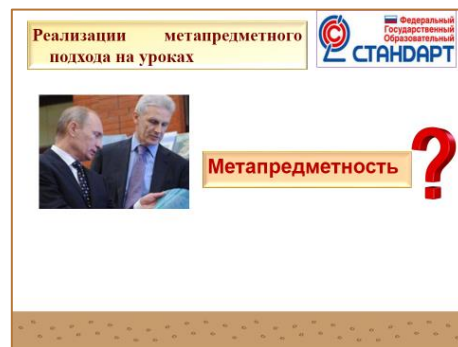 Реализации метапредметного
подхода на уроках
Федеральный
Государственный
Образовательный
СТАНДАРТ
Метапредметность ?